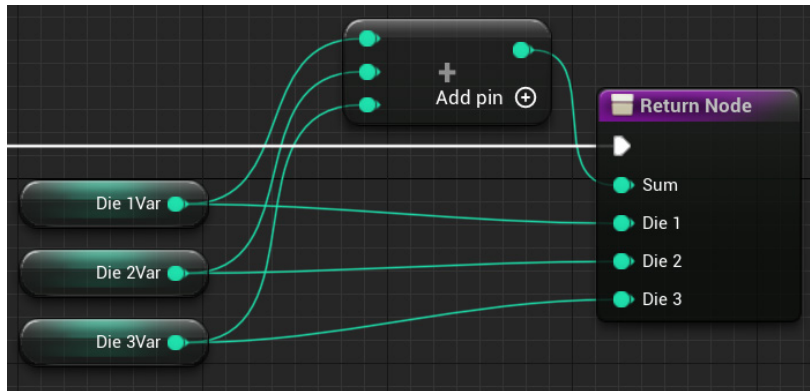 Add pin
Return Node
Sum
Die 1Var
Die 1
Die 2Var
Die 2
Die 3
Die 3Var